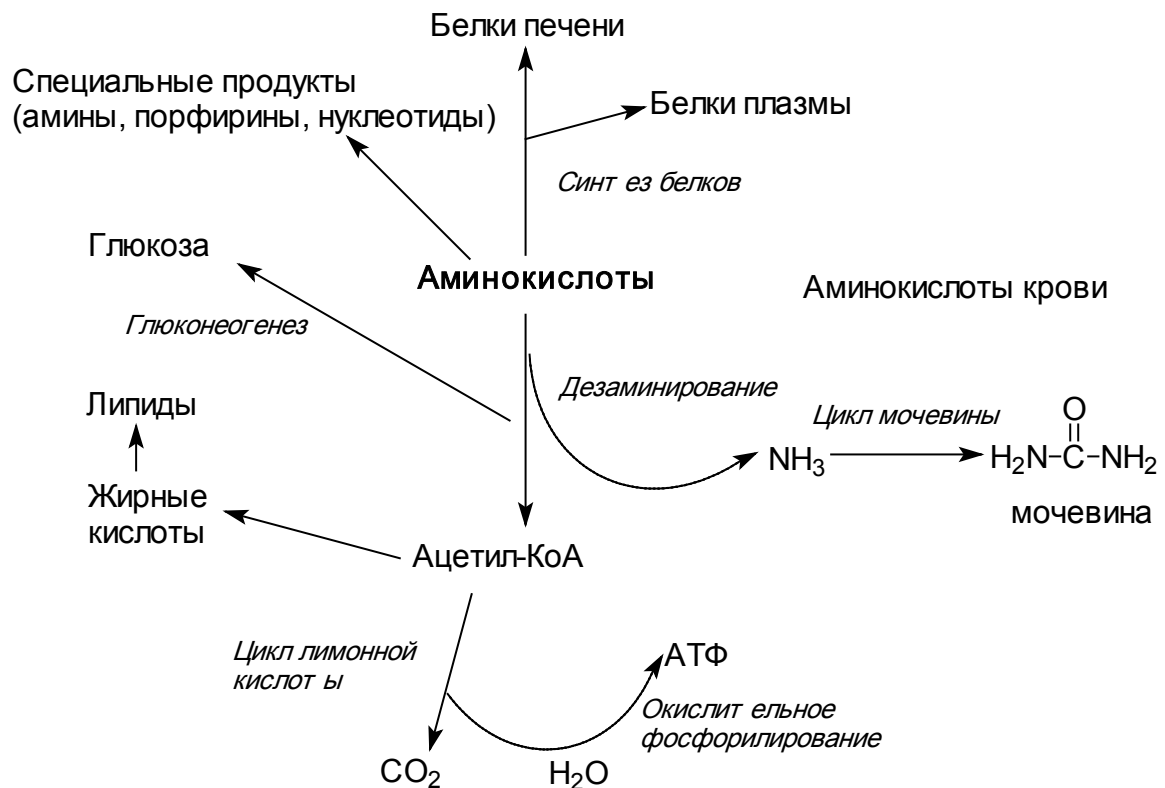 Белки печени
Специальные продукты
(амины, порфирины, нуклеотиды)
Белки плазмы
Синт ез белков
Глюкоза
Аминокислоты
Аминокислоты крови
Глюконеогенез
Дезаминирование
Липиды
Цикл мочевины
O
NH3
H2N-C-NH2
Жирные
кислоты
мочевина
Ацетил-КоА
Цикл лимонной
кислот ы
АТФ
Окислит ельное
фосфорилирование
CO2
H2O